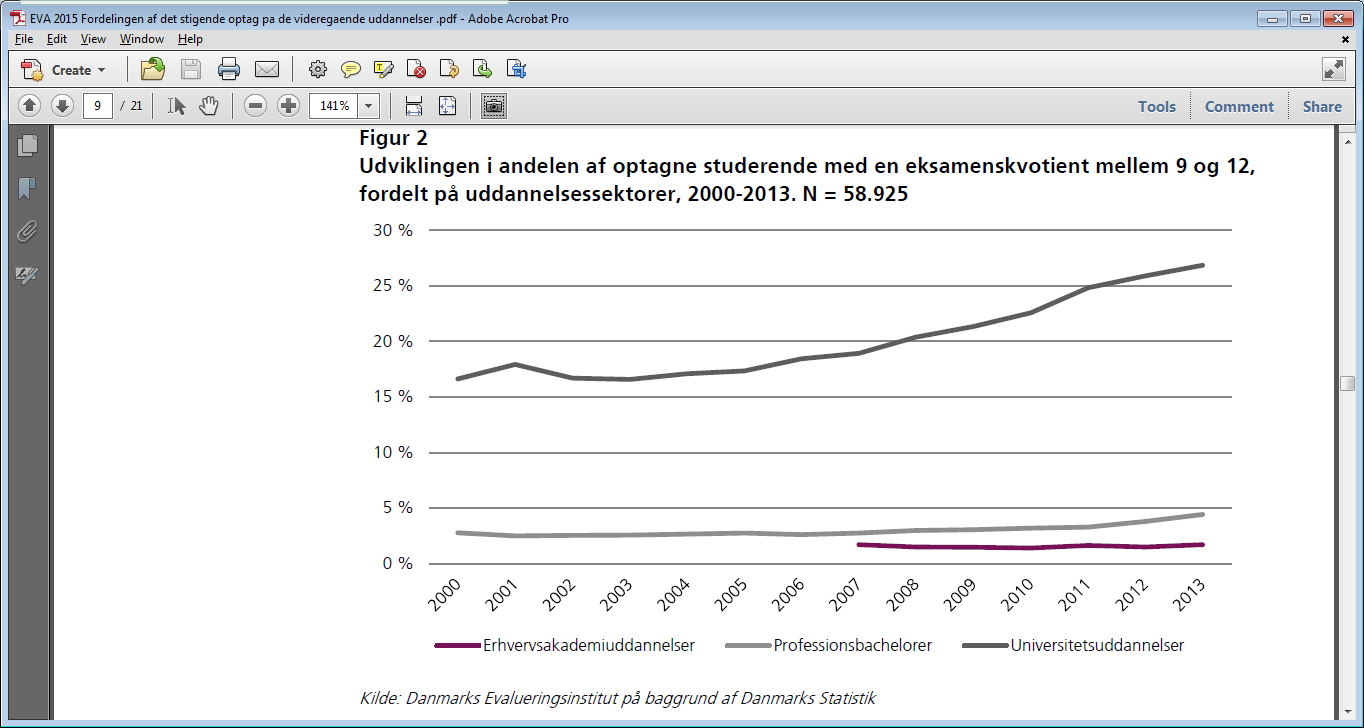 EVA 2015 Fordelingen af det stigende optag pa de videregaende uddannelser .pdf - Adobe Acrobat Pro
File Edit View Window Help
Create
9 / 21 141% Tools Comment Share
Figur 2
Udviklingen i andelen af optagne studerende med en eksamenskvotient mellem 9 og 12,
fordelt på uddannelsessektorer, 2000-2013. N = 58.925
30 %
25 %
20 %
15 %
10 %
5 %
0 %
2000 2001 2002 2003 2004 2005 2006 2007 2008 2009 2010 2011 2012 2013
Erhvervsakademiuddannelser Professionsbachelorer Universitetsuddannelser
Kilde: Danmarks Evalueringsinstitut på baggrund af Danmarks Statistik